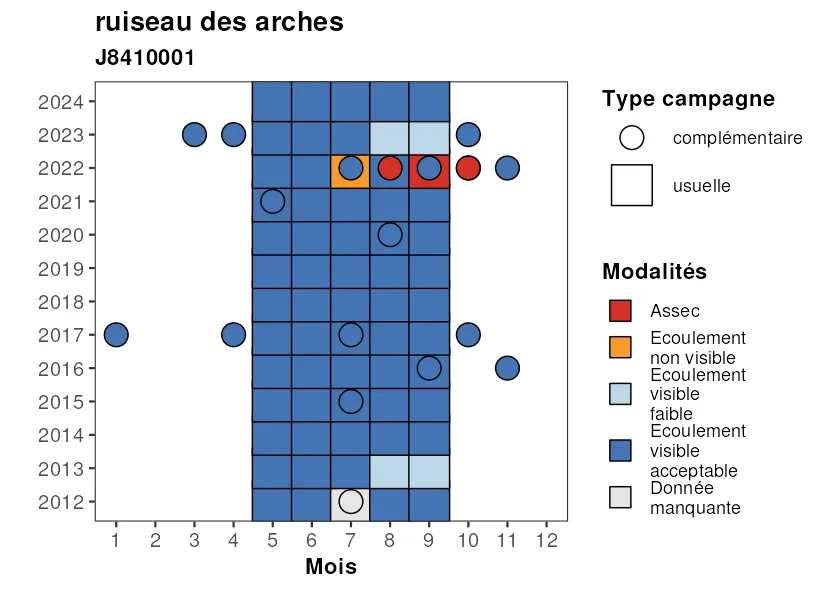 ruiseau des arches
J8410001
2024
2023
2022
2021
2020
2019
2018
2017
2016
2015
2014
2013
2012
1 2 3 4 5 6 7 8 9 10 11 12
Mois
Type campagne
complémentaire
usuelle
Modalités
Assec
Ecoulement
non visible
Ecoulement
visible
faible
Ecoulement
visible
acceptable
Donnée
manquante